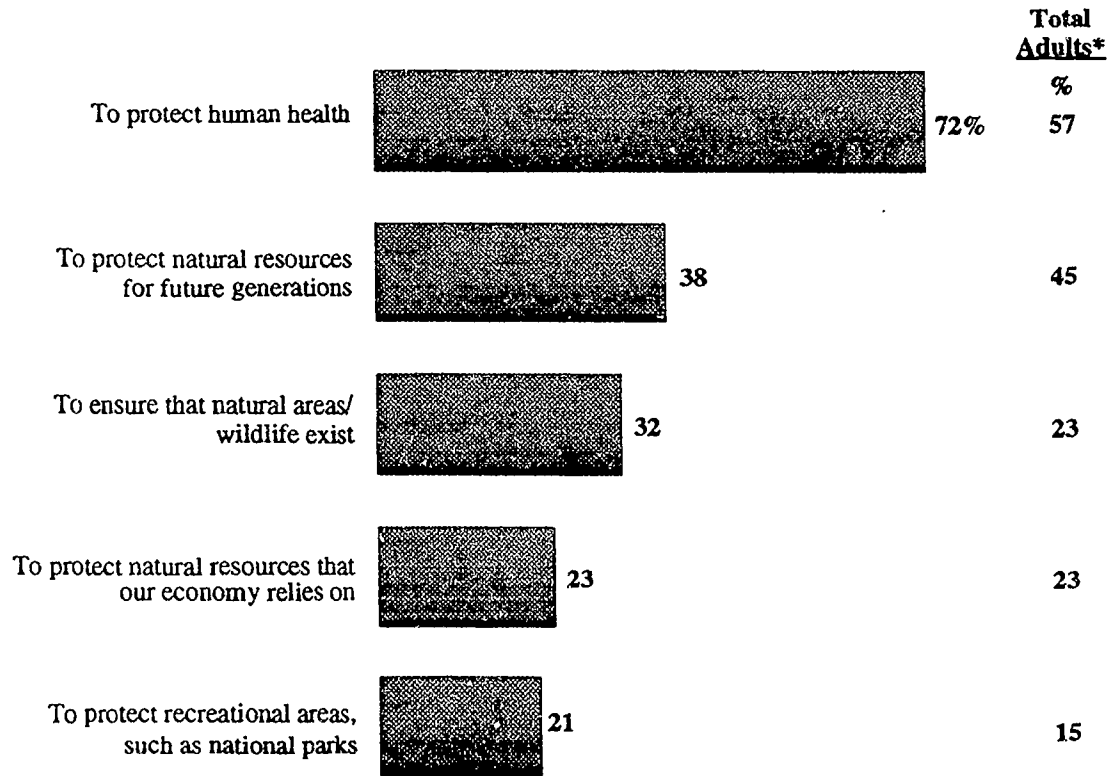 Total
Adults*
%
To protect human health 72% 57
To protect natural resources
for future generations 38 45
To ensure that natural areas/
wildlife exist 32 23
To protect natural resources that
our economy relies on 23 23
To protect recreational areas,
such as national parks 21 15